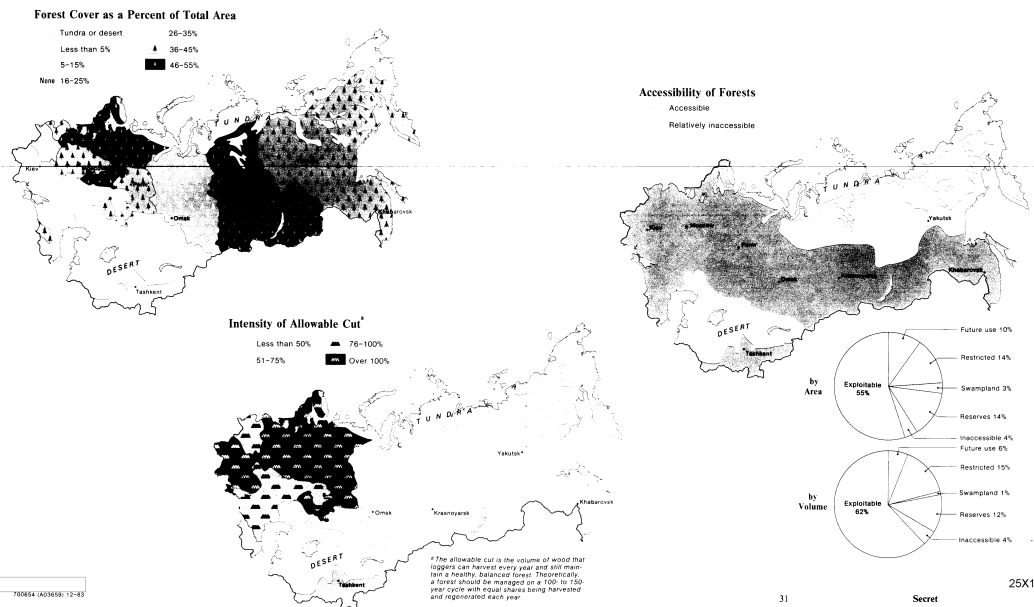 Forest Cover as a Percent of Total Area
Tundra or desert
Less than 5%
5–15%
None 16–25%
26–35%
36–45%
46–55%
TUND
Kiev
Omsk
Khabarovsk
DESERT
Tashkent
Accessibility of Forests
Accessible
Relatively inaccessible
TUNDRA
Yakutsk
Kiev
Moscow
Perm
Omsk
Khabarovsk
DESERT
Tashkent
by Area
Exploitable
55%
Future use 10%
Restricted 14%
Swampland 3%
Reserves 14%
Inaccessible 4%
by Volume
Exploitable
62%
Future use 6%
Restricted 15%
Swampland 1%
Reserves 12%
Inaccessible 4%
Intensity of Allowable Cut a
Less than 50%
51–75%
76–100%
Over 100%
TUNDRA
Yakutsk
Khabarovsk
Omsk
Krasnoyarsk
DESERT
Tashkent
a The allowable cut is the volume of wood that
loggers can harvest every year and still main-
tain a healthy, balanced forest. Theoretically,
a forest should be managed on a 100- to 150-
year cycle with equal shares being harvested
and regenerated each year.
700654 (A03659) 12-83
31
Secret
25X1